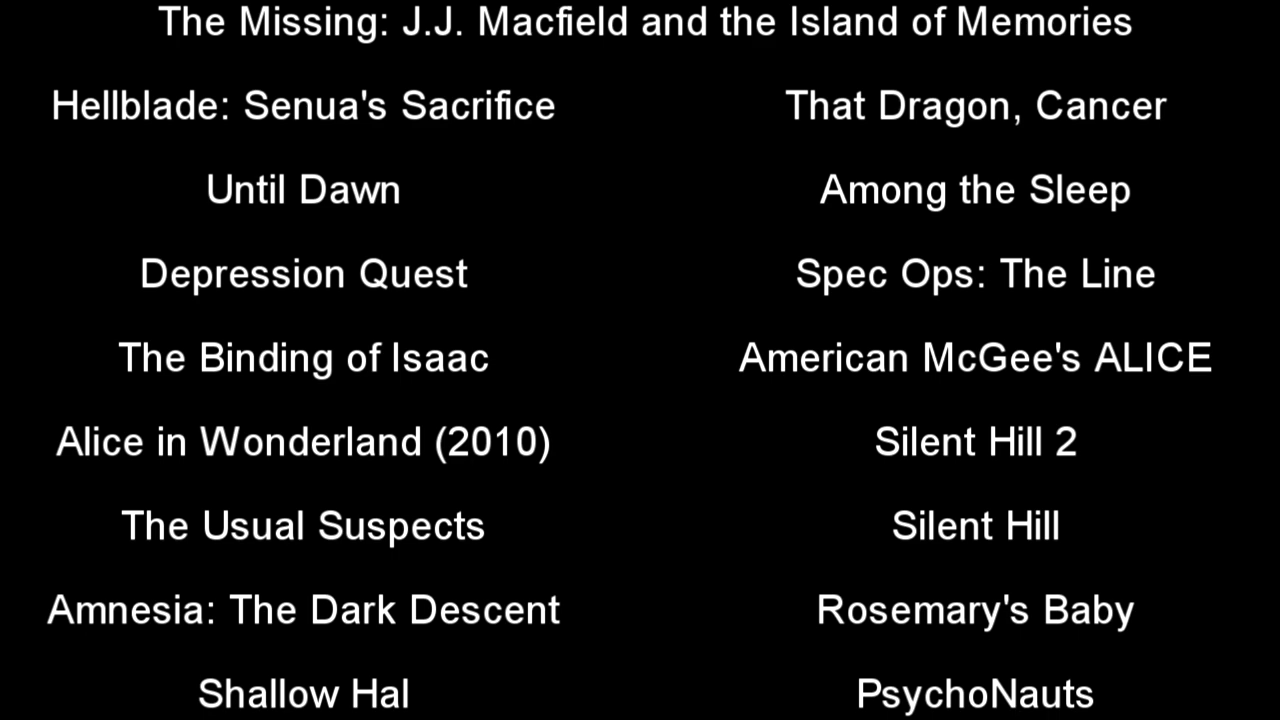 The Missing: J.J. Macfield and the Island of Memories
Hellblade: Senua's Sacrifice
That Dragon, Cancer
Until Dawn
Among the Sleep
Depression Quest
Spec Ops: The Line
The Binding of Isaac
American McGee's ALICE
Alice in Wonderland (2010)
Silent Hill 2
The Usual Suspects
Silent Hill
Amnesia: The Dark Descent
Rosemary's Baby
Shallow Hal
PsychoNauts